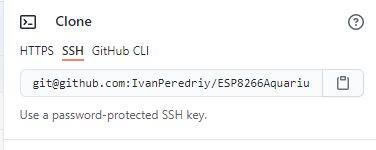 Clone
HTTPS SSH GitHub CLI
git@github.com:IvanPeredriy/ESP8266Aquariu
Use a password-protected SSH key.